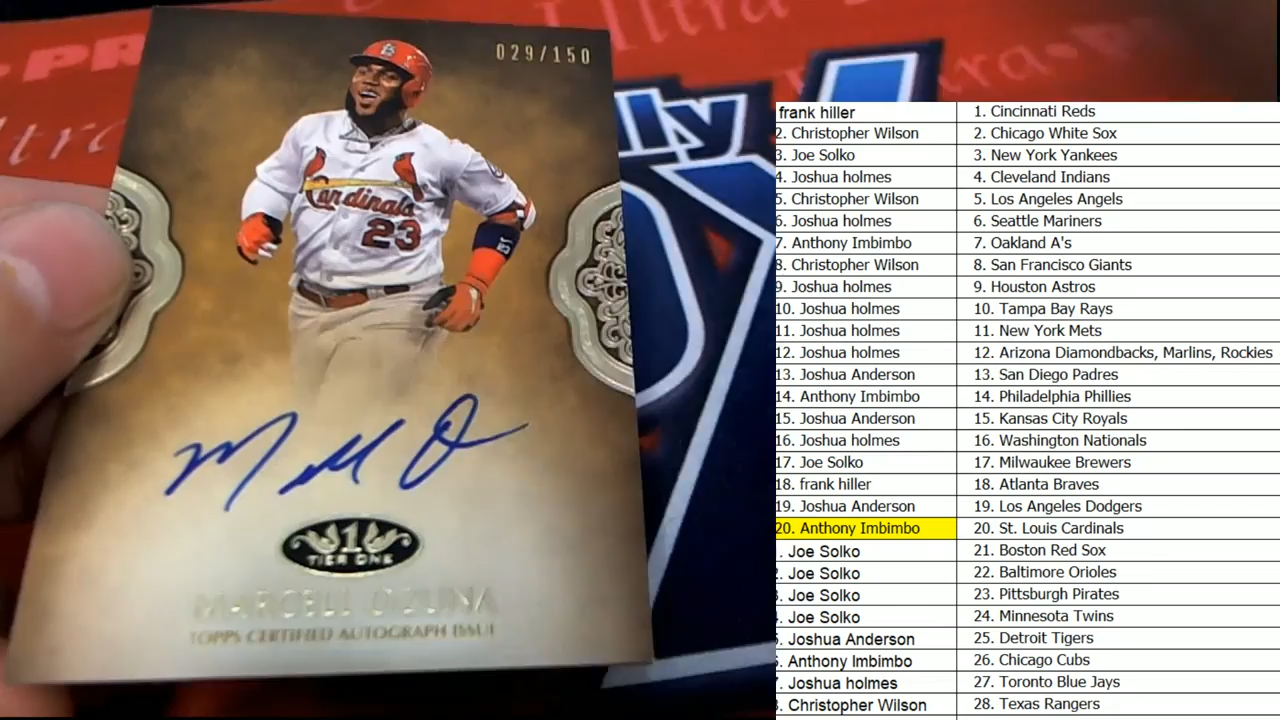 029/150
Cardinals
23
1
TIER ONE
MARCELL OZUNA
TOPPS CERTIFIED AUTOGRAPH ISSUE
PR
Ultra
lly
frank hiller 1. Cincinnati Reds
2. Christopher Wilson 2. Chicago White Sox
3. Joe Solko 3. New York Yankees
4. Joshua holmes 4. Cleveland Indians
5. Christopher Wilson 5. Los Angeles Angels
6. Joshua holmes 6. Seattle Mariners
7. Anthony Imbimbo 7. Oakland A's
8. Christopher Wilson 8. San Francisco Giants
9. Joshua holmes 9. Houston Astros
10. Joshua holmes 10. Tampa Bay Rays
11. Joshua holmes 11. New York Mets
12. Joshua holmes 12. Arizona Diamondbacks, Marlins, Rockies
13. Joshua Anderson 13. San Diego Padres
14. Anthony Imbimbo 14. Philadelphia Phillies
15. Joshua Anderson 15. Kansas City Royals
16. Joshua holmes 16. Washington Nationals
17. Joe Solko 17. Milwaukee Brewers
18. frank hiller 18. Atlanta Braves
19. Joshua Anderson 19. Los Angeles Dodgers
20. Anthony Imbimbo 20. St. Louis Cardinals
. Joe Solko 21. Boston Red Sox
. Joe Solko 22. Baltimore Orioles
. Joe Solko 23. Pittsburgh Pirates
. Joe Solko 24. Minnesota Twins
. Joshua Anderson 25. Detroit Tigers
. Anthony Imbimbo 26. Chicago Cubs
. Joshua holmes 27. Toronto Blue Jays
. Christopher Wilson 28. Texas Rangers